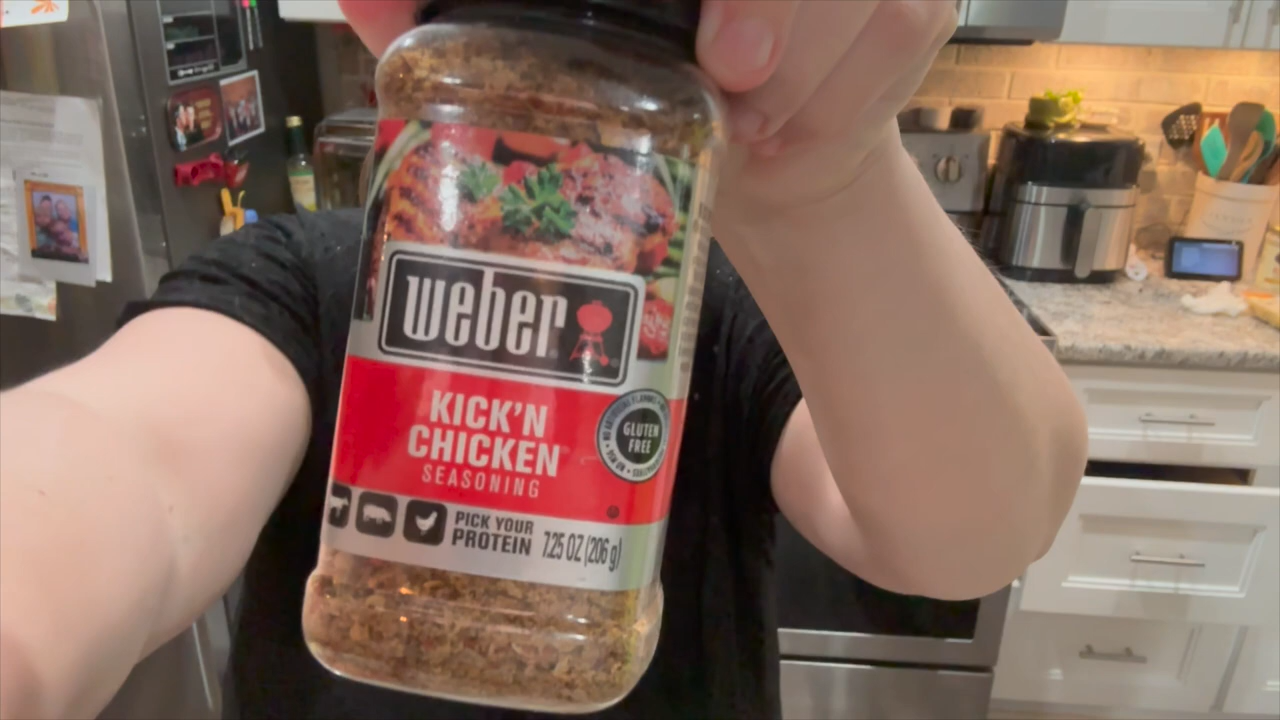 weber
KICK'N
CHICKEN
SEASONING
GLUTEN
FREE
PICK YOUR
PROTEIN
7.25 OZ (206 g)